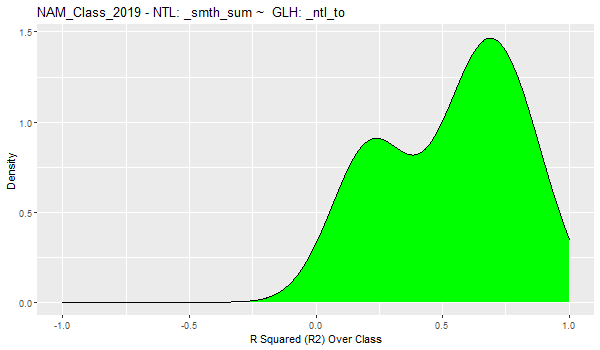 NAM_Class_2019 - NTL: _smth_sum ~  GLH: _ntl_to
1.5
1.0
0.5
0.0
Density
-1.0 -0.5 0.0 0.5 1.0
R Squared (R2) Over Class